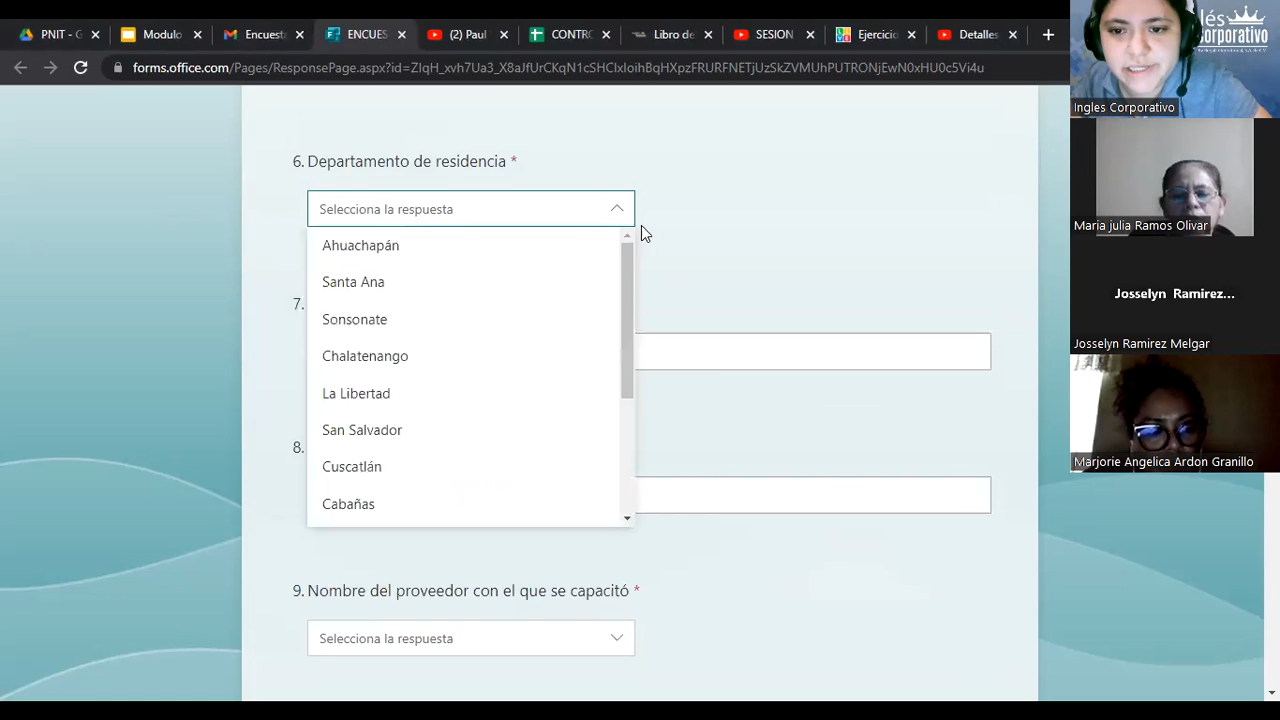 PNIT - G
Modulo
Encuest
ENCUES
(2) Paul
CONTRO
Libro de
SESION
Ejercicio
Detalles
forms.office.com/Pages/ResponsePage.aspx?id=ZIqH_xvh7Ua3_X8aJfUrCKqN1cSHCIxIoihBqHXpzFRURFNETjUzSkZVMUhPUTRONjEwN0xHU0c5Vi4u
6. Departamento de residencia *
Selecciona la respuesta
Ahuachapán
Santa Ana
Sonsonate
Chalatenango
La Libertad
San Salvador
Cuscatlán
Cabañas
7.
8.
9. Nombre del proveedor con el que se capacitó *
Selecciona la respuesta
lés
Corporativo
Ingles Corporativo
Maria julia Ramos Olivar
Josselyn Ramirez...
Josselyn Ramirez Melgar
Marjorie Angelica Ardon Granillo